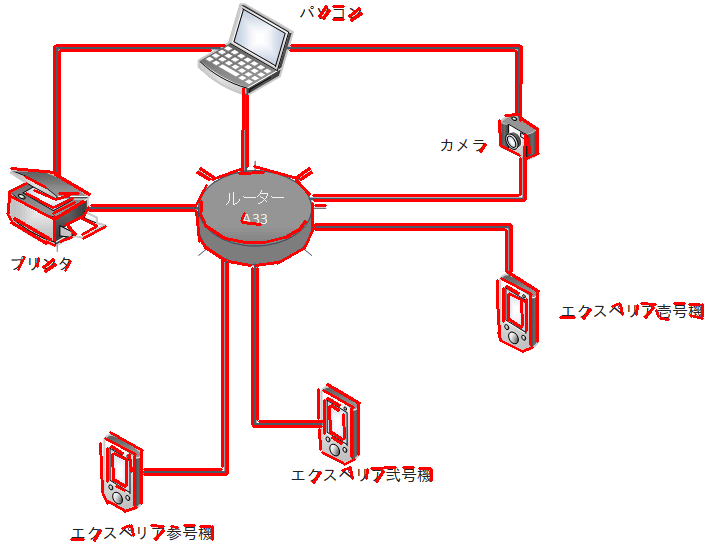 パソコン
カメラ
ルーター
A33
プリンタ
エクスペリア壱号機
エクスペリア弐号機
エクスペリア参号機